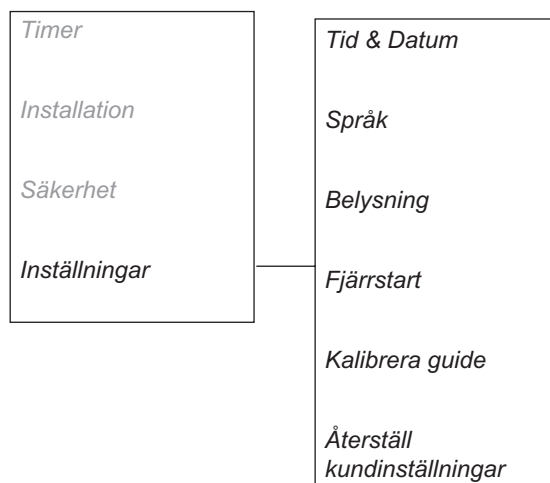 Timer
Installation
Säkerhet
Inställningar
Tid & Datum
Språk
Belysning
Fjärrstart
Kalibrera guide
Återställ
kundinställningar